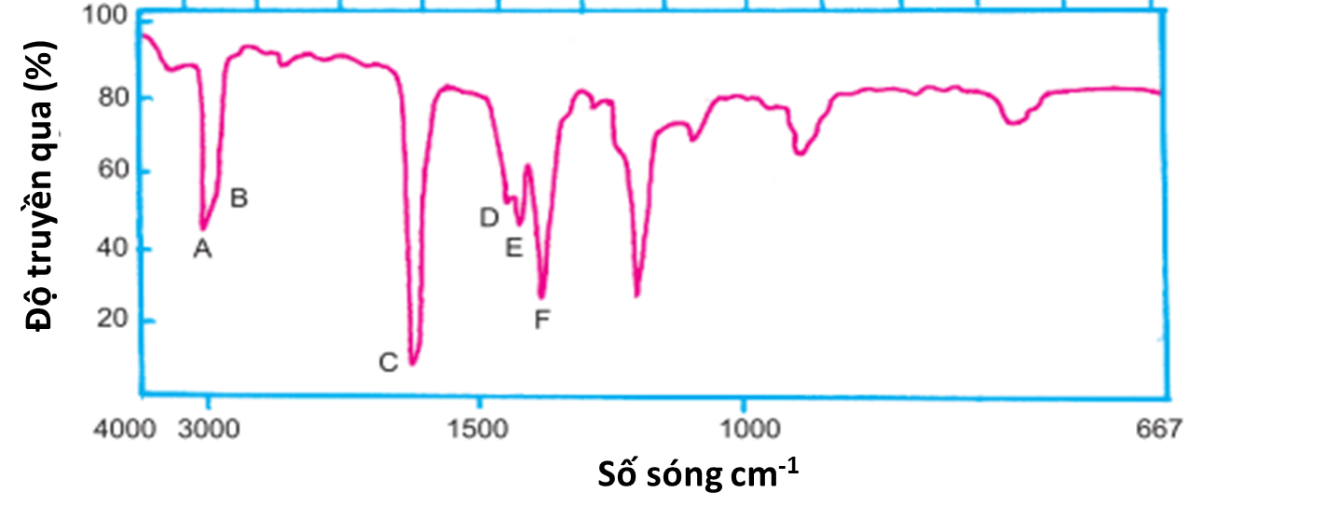 100
80
60
40
20
Độ truyền qua (%)
A
B
C
D
E
F
4000 3000 1500 1000 667
Số sóng cm-1